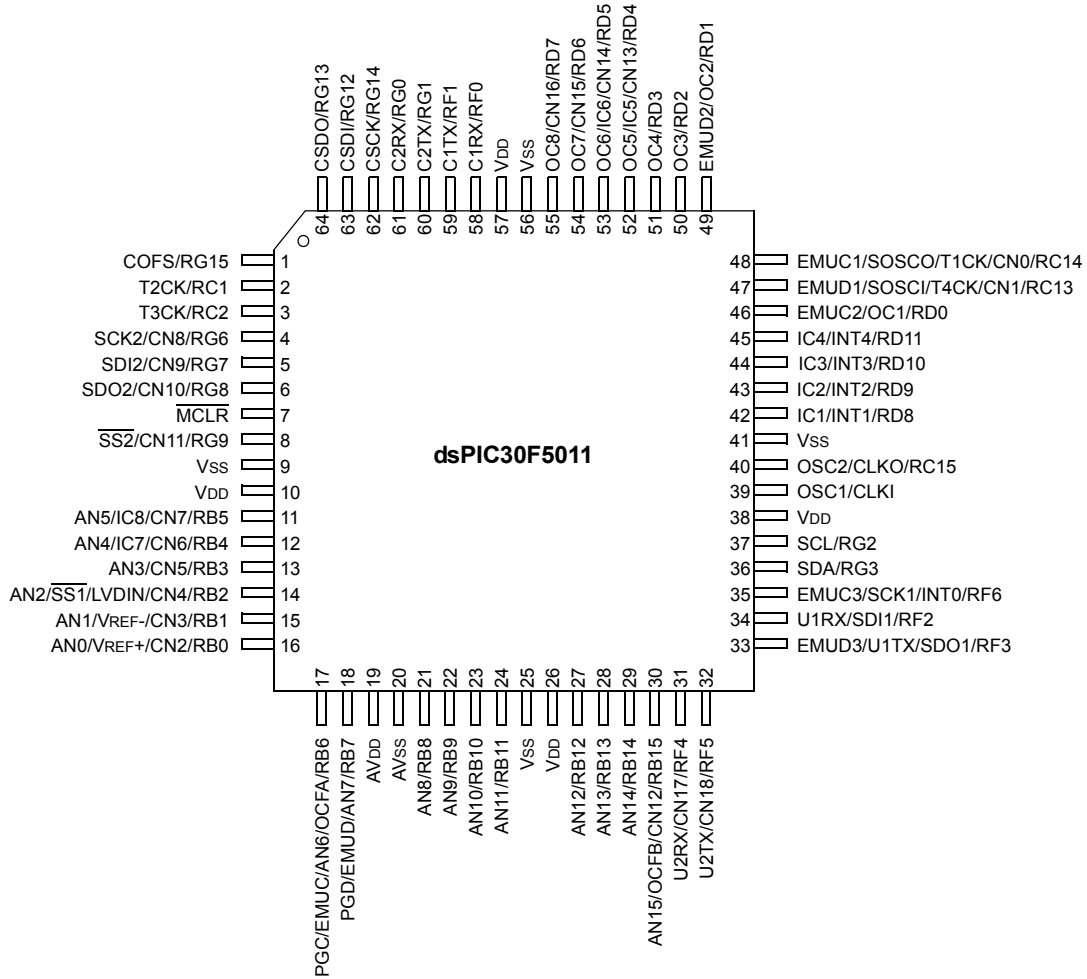 CSDO/RG13
CSDI/RG12
CSCK/RG14
C2RX/RG0
C2TX/RG1
C1TX/RF1
C1RX/RF0
VDD
VSS
OC8/CN16/RD7
OC7/CN15/RD6
OC6/IC6/CN14/RD5
OC5/IC5/CN13/RD4
OC4/RD3
OC3/RD2
EMUD2/OC2/RD1
64
63
62
61
60
59
58
57
56
55
54
53
52
51
50
49
COFS/RG15 1
T2CK/RC1 2
T3CK/RC2 3
SCK2/CN8/RG6 4
SDI2/CN9/RG7 5
SDO2/CN10/RG8 6
MCLR 7
SS2/CN11/RG9 8
VSS 9
VDD 10
AN5/IC8/CN7/RB5 11
AN4/IC7/CN6/RB4 12
AN3/CN5/RB3 13
AN2/SS1/LVDIN/CN4/RB2 14
AN1/VREF-/CN3/RB1 15
AN0/VREF+/CN2/RB0 16
dsPIC30F5011
48 EMUC1/SOSCO/T1CK/CN0/RC14
47 EMUD1/SOSCI/T4CK/CN1/RC13
46 EMUC2/OC1/RD0
45 IC4/INT4/RD11
44 IC3/INT3/RD10
43 IC2/INT2/RD9
42 IC1/INT1/RD8
41 VSS
40 OSC2/CLKO/RC15
39 OSC1/CLKI
38 VDD
37 SCL/RG2
36 SDA/RG3
35 EMUC3/SCK1/INT0/RF6
34 U1RX/SDI1/RF2
33 EMUD3/U1TX/SDO1/RF3
17
18
19
20
21
22
23
24
25
26
27
28
29
30
31
32
PGC/EMUC/AN6/OCFA/RB6
PGD/EMUD/AN7/RB7
AVDD
AVSS
AN8/RB8
AN9/RB9
AN10/RB10
AN11/RB11
VSS
VDD
AN12/RB12
AN13/RB13
AN14/RB14
AN15/OCFB/CN12/RB15
U2RX/CN17/RF4
U2TX/CN18/RF5